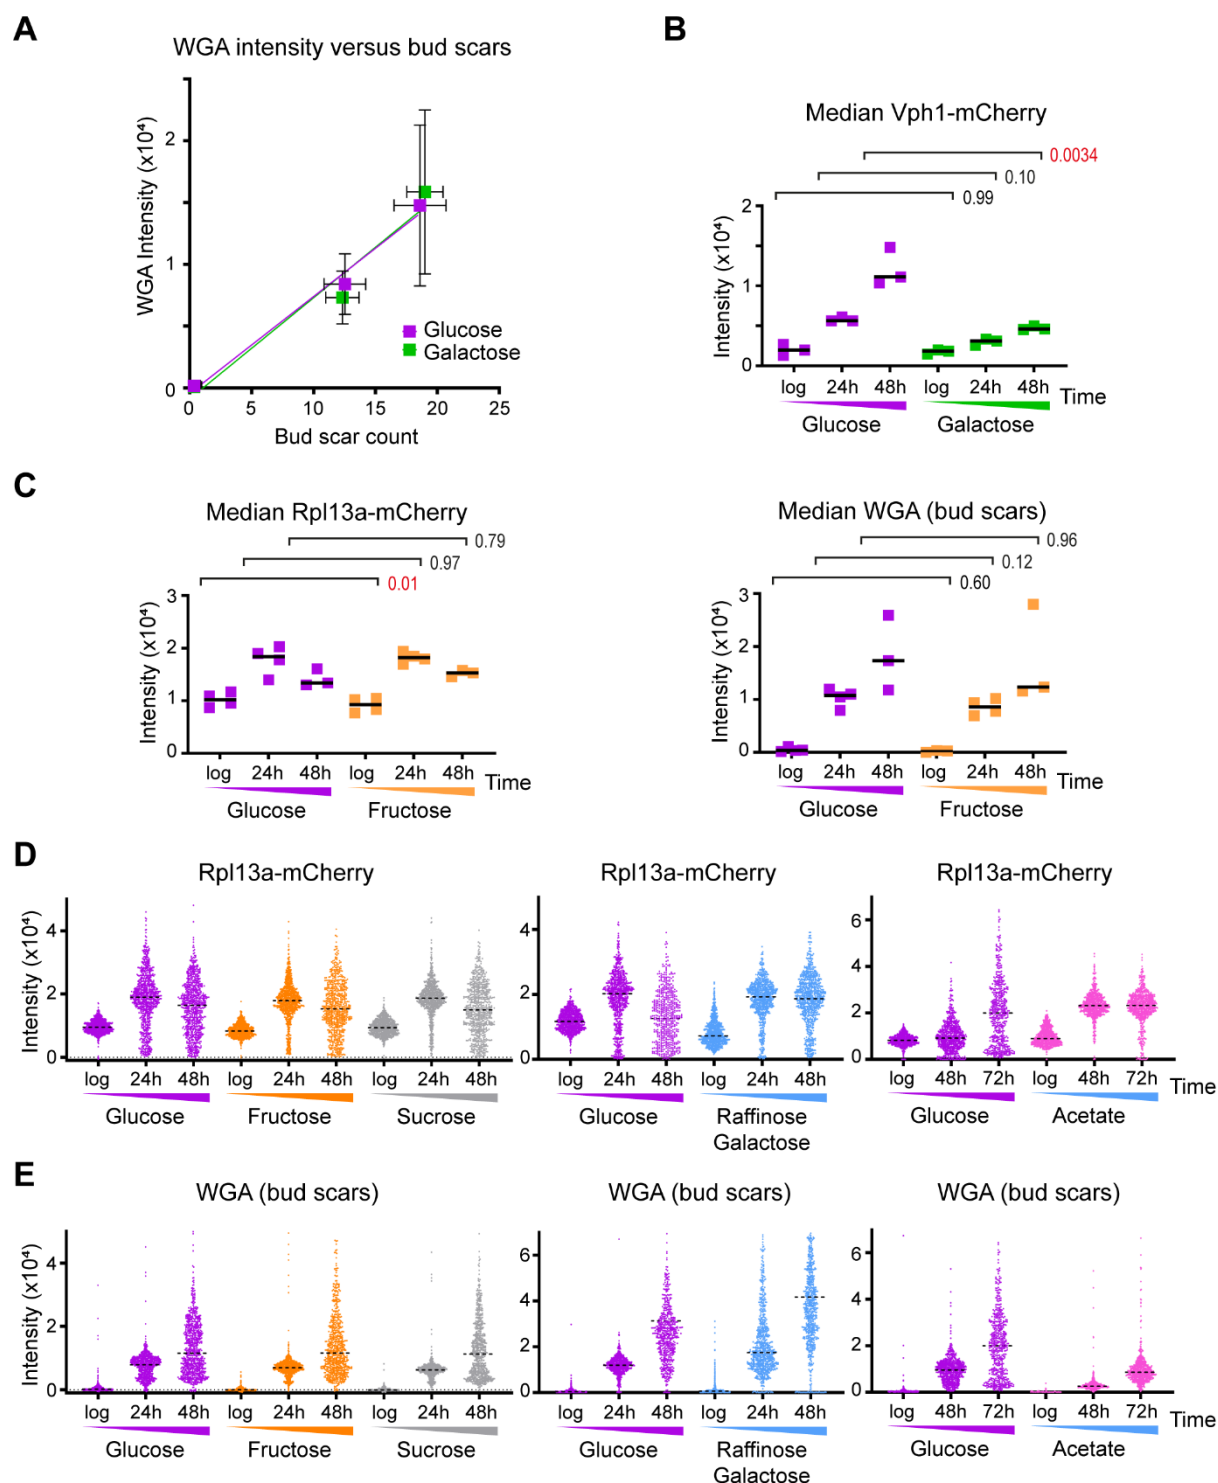 A
WGA intensity versus bud scars
WGA Intensity (x10⁴)
2
1
0
0
5
10
15
20
25
Bud scar count
Glucose
Galactose
B
Median Vph1-mCherry
0.0034
0.10
0.99
Intensity (x10⁴)
2
1
0
log 24h 48h log 24h 48h
Time
Glucose Galactose
C
Median Rpl13a-mCherry
0.79
0.97
0.01
Intensity (x10⁴)
3
2
1
0
log 24h 48h log 24h 48h
Time
Glucose Fructose
Median WGA (bud scars)
0.96
0.12
0.60
Intensity (x10⁴)
3
2
1
0
log 24h 48h log 24h 48h
Time
Glucose Fructose
D
Rpl13a-mCherry
Intensity (x10⁴)
4
2
0
log 24h 48h log 24h 48h log 24h 48h
Glucose Fructose Sucrose
Rpl13a-mCherry
4
2
0
log 24h 48h log 24h 48h
Glucose Raffinose
Galactose
Rpl13a-mCherry
6
4
2
0
log 48h 72h log 48h 72h
Time
Glucose Acetate
E
WGA (bud scars)
Intensity (x10⁴)
4
2
0
log 24h 48h log 24h 48h log 24h 48h
Glucose Fructose Sucrose
WGA (bud scars)
6
4
2
0
log 24h 48h log 24h 48h
Glucose Raffinose
Galactose
WGA (bud scars)
6
4
2
0
log 48h 72h log 48h 72h
Time
Glucose Acetate